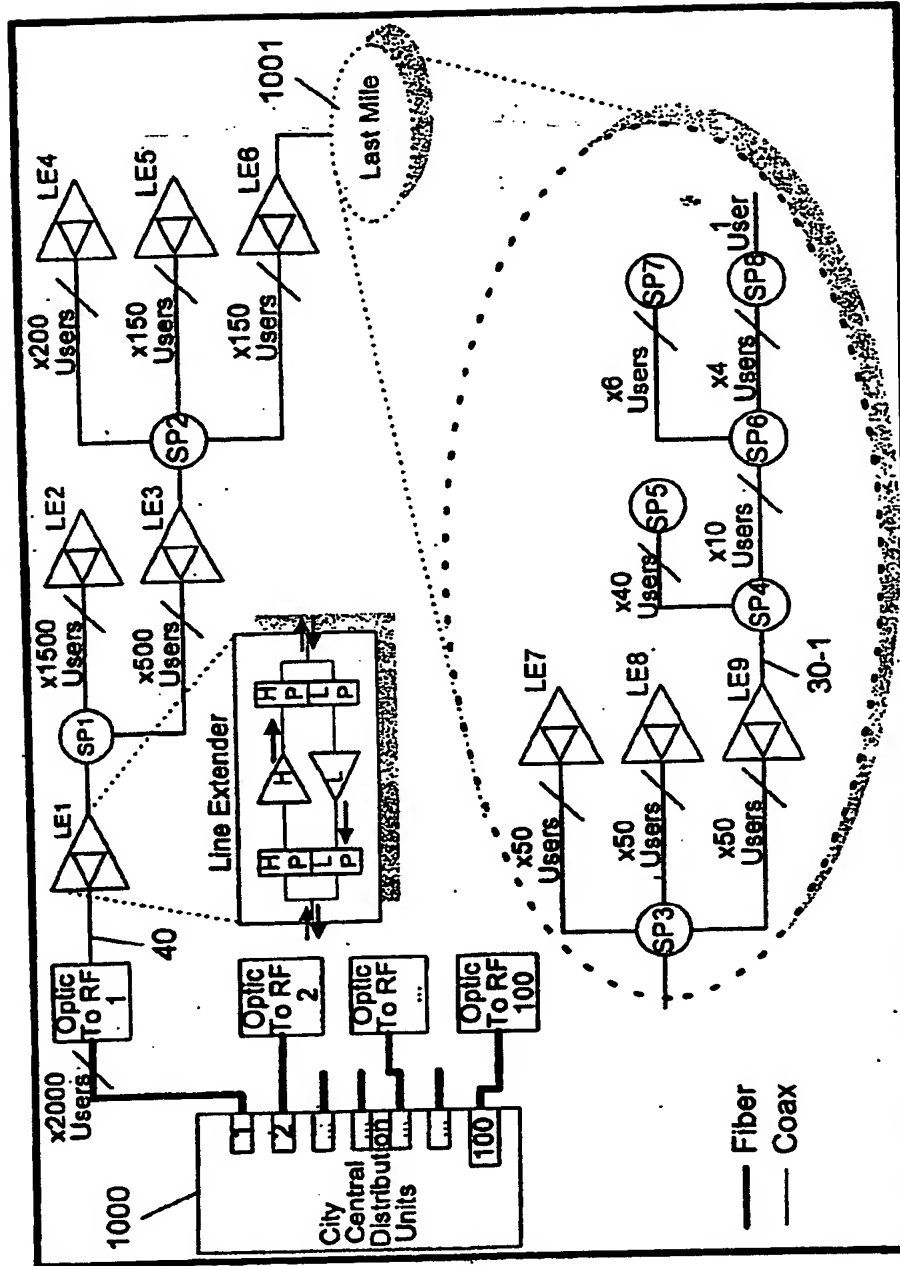 1000
City
Central
Distribution
Units
1
2
...
...
...
...
100
x2000
Users
Optic
To RF
1
Optic
To RF
2
Optic
To RF
...
Optic
To RF
100
40
LE1
SP1
x1500
Users
LE2
x500
Users
LE3
SP2
x200
Users
LE4
x150
Users
LE5
x150
Users
LE6
1001
Last Mile
Line Extender
H
P
L
P
H
L
H
P
L
P
SP3
x50
Users
LE7
x50
Users
LE8
x50
Users
LE9
30-1
SP4
x40
Users
SP5
x10
Users
SP6
x6
Users
SP7
x4
Users
SP8
1
User
Fiber
Coax